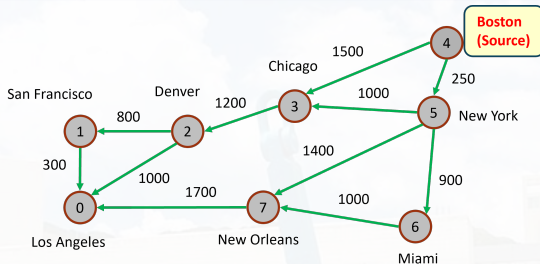 Boston
(Source)
4
1500
250
Chicago
San Francisco
Denver
1200
3
1000
5
New York
800
1
2
300
1000
1400
900
1700
1000
0
7
6
Los Angeles
New Orleans
Miami